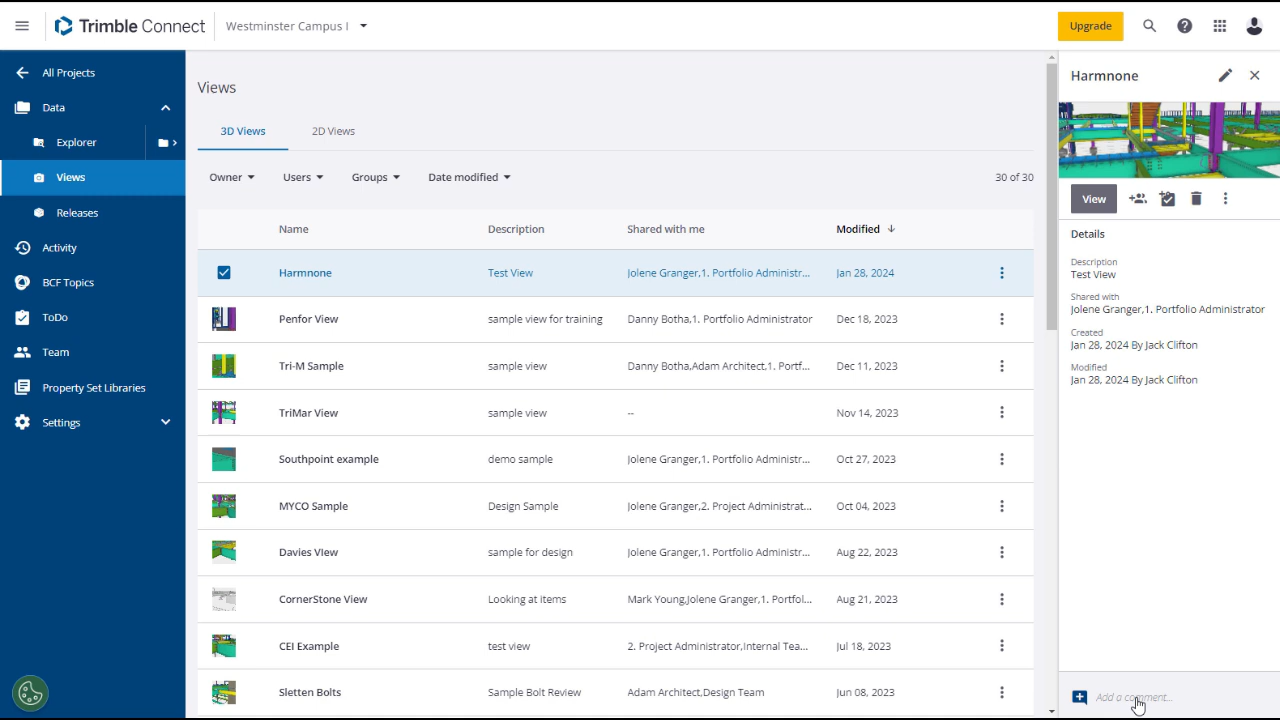 Trimble Connect
Westminster Campus I
Upgrade
All Projects
Data
Explorer
Views
Releases
Activity
BCF Topics
ToDo
Team
Property Set Libraries
Settings
Views
3D Views 2D Views
Owner Users Groups Date modified 30 of 30
Name Description Shared with me Modified
Harmnone Test View Jolene Granger,1. Portfolio Administr... Jan 28, 2024
Penfor View sample view for training Danny Botha,1. Portfolio Administrator Dec 18, 2023
Tri-M Sample sample view Danny Botha,Adam Architect,1. Portf... Dec 11, 2023
TriMar View sample view -- Nov 14, 2023
Southpoint example demo sample Jolene Granger,1. Portfolio Administr... Oct 27, 2023
MYCO Sample Design Sample Jolene Granger,2. Project Administrat... Oct 04, 2023
Davies VIew sample for design Jolene Granger,1. Portfolio Administr... Aug 22, 2023
CornerStone View Looking at items Mark Young,Jolene Granger,1. Portfol... Aug 21, 2023
CEI Example test view 2. Project Administrator,Internal Tea... Jul 18, 2023
Sletten Bolts Sample Bolt Review Adam Architect,Design Team Jun 08, 2023
Harmnone
View
Details
Description
Test View
Shared with
Jolene Granger,1. Portfolio Administrator
Created
Jan 28, 2024 By Jack Clifton
Modified
Jan 28, 2024 By Jack Clifton
Add a comment...